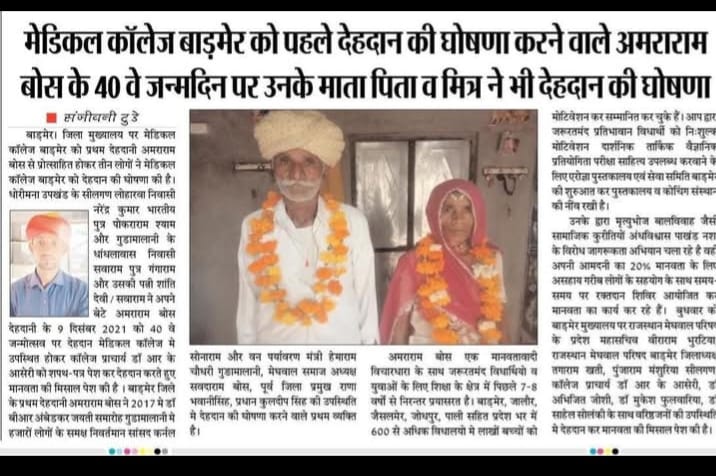 मेडिकल कॉलेज बाड़मेर को पहले देहदान की घोषणा करने वाले अमराराम
बोस के 40 वे जन्मदिन पर उनके माता पिता व मित्र ने भी देहदान की घोषणा
संजीवनी टुडे
बाड़मेर। जिला मुख्यालय पर मेडिकल
कॉलेज बाड़मेर को प्रथम देहदानी अमराराम
बोस से प्रोत्साहित होकर तीन लोगों ने मेडिकल
कॉलेज बाड़मेर को देहदान की घोषणा की है।
धोरीमना उपखंड के सीलगण लोहारवा निवासी
नरेंद्र कुमार भारतीय
पुत्र पोकराराम श्याम
और गुडामालानी के
धांधलावास निवासी
सवाराम पुत्र गंगाराम
और उसकी पत्नी शांति
देवी / सवाराम ने अपने
बेटे अमराराम बोस
देहदानी के 9 दिसंबर 2021 को 40 वे
जन्मोत्सव पर देहदान मेडिकल कॉलेज मे
उपस्थित होकर कॉलेज प्राचार्य डॉ आर के
आसेरी को शपथ-पत्र पेश कर देहदान करते हुए
मानवता की मिसाल पेश की है। बाड़मेर जिले
के प्रथम देहदानी अमराराम बोस ने 2017 मे डॉ
बीआर अंबेडकर जयती समारोह गुडामालानी मे
हजारों लोगों के समक्ष निवर्तमान सांसद कर्नल
सोनाराम और वन पर्यावरण मंत्री हेमाराम
चौधरी गुडामालानी, मेघवाल समाज अध्यक्ष
सवदाराम बोस, पूर्व जिला प्रमुख राणा
भवानीसिंह, प्रधान कुलदीप सिंह की उपस्थिति
मे देहदान की घोषणा करने वाले प्रथम व्यक्ति
है।
अमराराम बोस एक मानवतावादी
विचारधारा के साथ जरूरतमंद विधार्थियो व
युवाओं के लिए शिक्षा के क्षेत्र में पिछले 7-8
वर्षो से निरन्तर प्रयासरत है। बाड़मेर, जालौर,
जैसलमेर, जोधपुर, पाली सहित प्रदेश भर में
600 से अधिक विधालयो मे लाखों बच्चों को
मोटिवेशन कर सम्मानित कर चुके हैं। आप द्वारा
जरूरतमंद प्रतिभावान विधार्थी को निःशुल्क
मोटिवेशन दार्शनिक तार्किक वैज्ञानिक
प्रतियोगिता परीक्षा साहित्य उपलब्ध करवाने के
लिए एरोज्ञा पुस्तकालय एवं सेवा समिति बाड़मेर
की शुरुआत कर पुस्तकालय व कोचिंग संस्थान
की नींव रखी है।
उनके द्वारा मृत्युभोज बालविवाह जैसी
सामाजिक कुरीतियों अंधविश्वास पाखंड नशा
के विरोध जागरूकता अभियान चला रहे है वही
अपनी आमदनी का 20% मानवता के लिए
असहाय गरीब लोगों के सहयोग के साथ समय-
समय पर रक्तदान शिविर आयोजित कर
मानवता का कार्य कर रहे हैं। बुधवार को
बाड़मेर मुख्यालय पर राजस्थान मेघवाल परिषद
के प्रदेश महासचिव वीराराम भुरटिया
राजस्थान मेघवाल परिषद बाड़मेर जिलाध्यक्ष
तगाराम खती, पुंजाराम मंशुरिया सीलगण,
कॉलेज प्राचार्य डॉ आर के आसेरी, डॉ
अभिजित जोशी, डॉ मुकेश फुलवारिया, डॉ
साहेल सोलंकी के साथ वरिष्ठजनों की उपस्थिति
मे देहदान कर मानवता की मिसाल पेश की है।